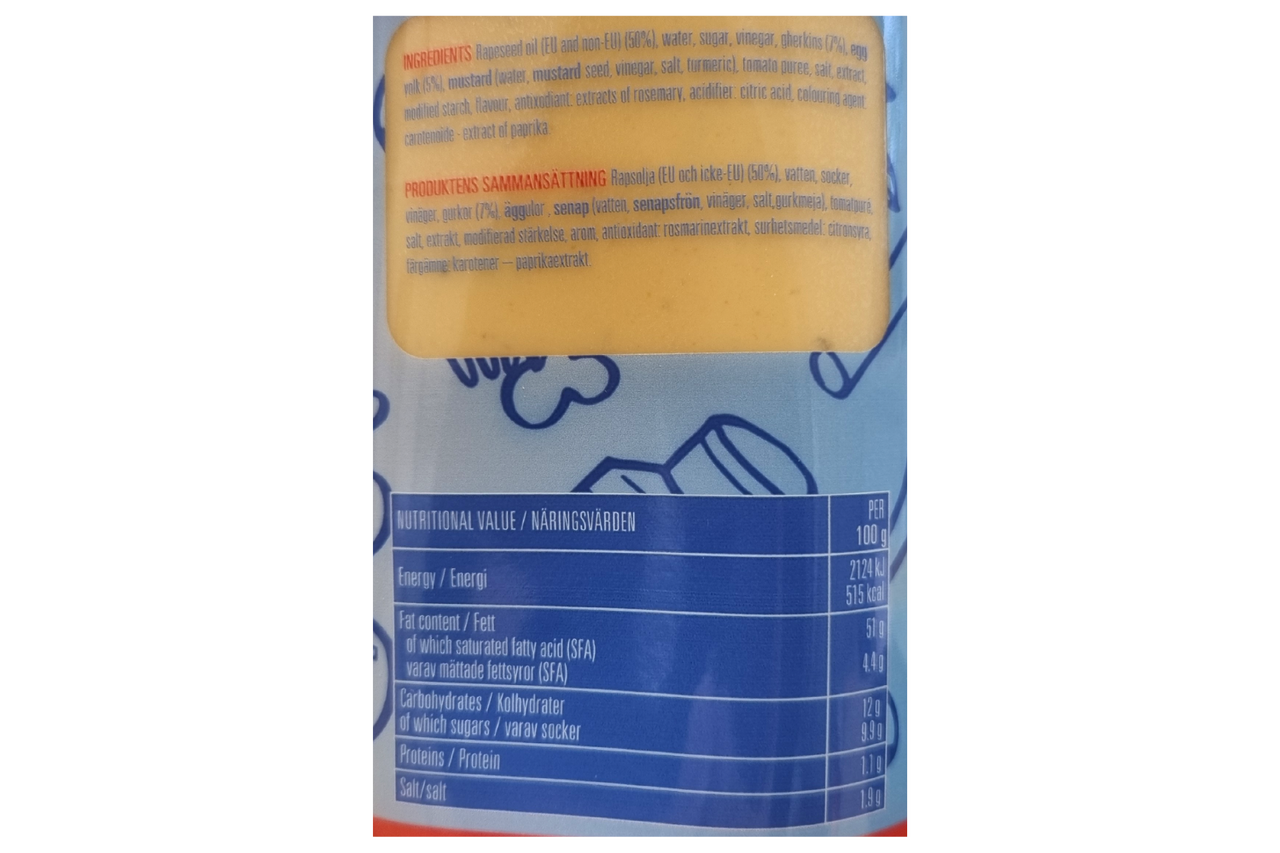 INGREDIENTS Rapeseed oil (EU and non-EU) (50%), water, sugar, vinegar, gherkins (7%), egg
yolk (5%), mustard (water, mustard seed, vinegar, salt, turmeric), tomato puree, salt, extract,
modified starch, flavour, antioxidiant: extracts of rosemary, acidifier: citric acid, colouring agent:
carotenoide - extract of paprika.
PRODUKTENS SAMMANSÄTTNING Rapsolja (EU och icke-EU) (50%), vatten, socker,
vinäger, gurkor (7%), äggulor , senap (vatten, senapsfrön, vinäger, salt,gurkmeja), tomatpuré,
salt, extrakt, modifierad stärkelse, arom, antioxidant: rosmarinextrakt, surhetsmedel: citronsyra,
färgämne: karotener – paprikaextrakt.
NUTRITIONAL VALUE / NÄRINGSVÄRDEN
PER
100 g
Energy / Energi
2124 kJ
515 kcal
Fat content / Fett
51 g
of which saturated fatty acid (SFA)
varav mättade fettsyror (SFA)
4,4 g
Carbohydrates / Kolhydrater
12 g
of which sugars / varav socker
9.9 g
Proteins / Protein
1.1 g
Salt/salt
1.9 g